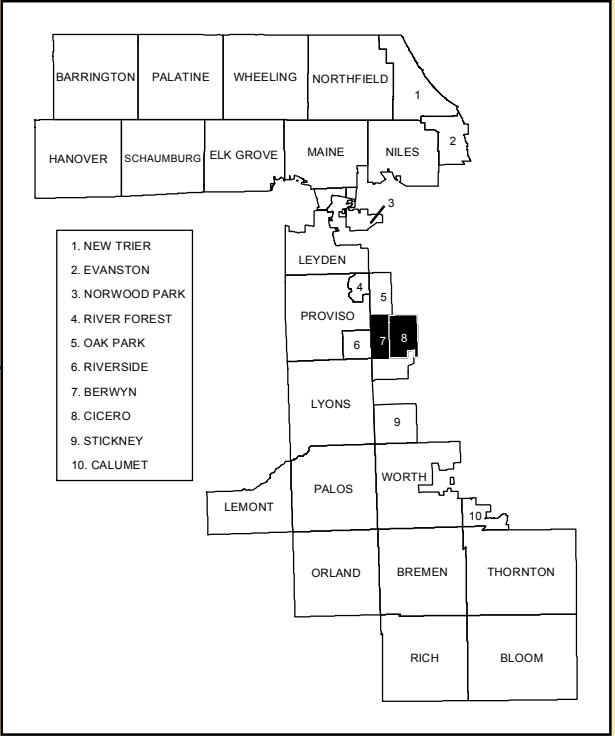 BARRINGTON PALATINE WHEELING NORTHFIELD
1
HANOVER SCHAUMBURG ELK GROVE MAINE NILES 2
3
1. NEW TRIER
2. EVANSTON
3. NORWOOD PARK
4. RIVER FOREST
5. OAK PARK
6. RIVERSIDE
7. BERWYN
8. CICERO
9. STICKNEY
10. CALUMET
LEYDEN
4
5
PROVISO
6 7 8
LYONS
9
WORTH
PALOS
LEMONT
10
ORLAND BREMEN THORNTON
RICH BLOOM